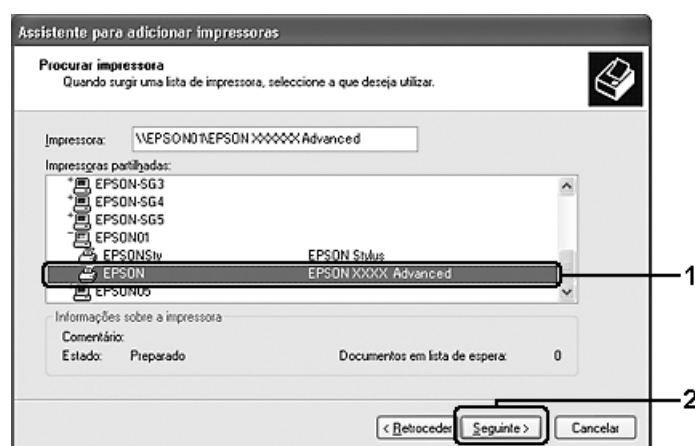 Assistente para adicionar impressoras
Procurar impressora
Quando surgir uma lista de impressora, seleccione a que deseja utilizar.
Impressora: \\EPSON01\EPSON XXXXXX Advanced
Impressoras partilhadas:
EPSON-SG3
EPSON-SG4
EPSON-SG5
EPSON01
EPSONSty EPSON Stylus
EPSON EPSON XXXX Advanced 1
EPSON05
Informações sobre a impressora
Comentário:
Estado: Preparado Documentos em lista de espera: 0
2
< Retroceder Seguinte > Cancelar